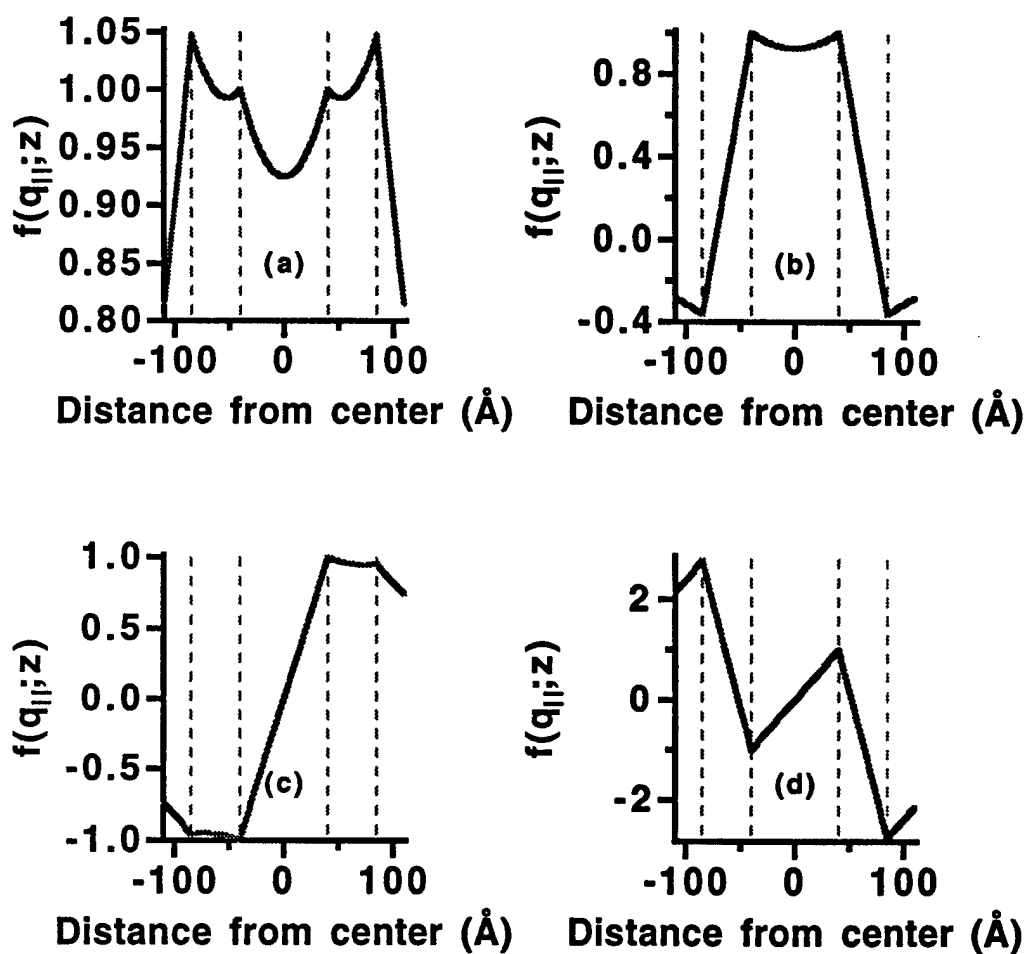 1.05
1.00
0.95
0.90
0.85
0.80
f(q||;z)
(a)
-100 0 100
Distance from center (Å)
0.8
0.4
0.0
-0.4
f(q||;z)
(b)
-100 0 100
Distance from center (Å)
1.0
0.5
0.0
-0.5
-1.0
f(q||;z)
(c)
-100 0 100
Distance from center (Å)
2
0
-2
f(q||;z)
(d)
-100 0 100
Distance from center (Å)